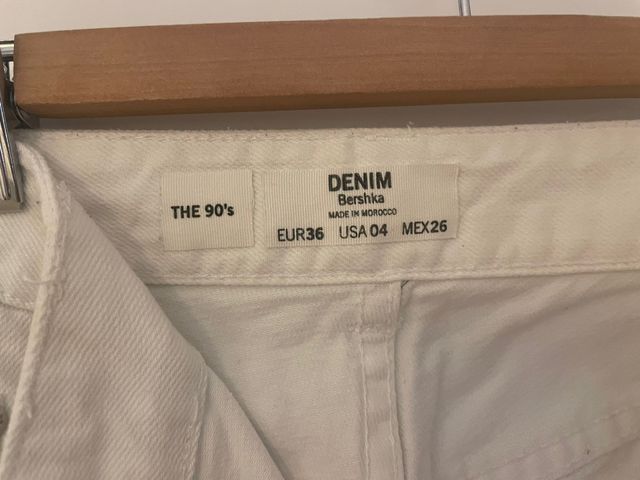 THE 90's
DENIM
Bershka
MADE IN MOROCCO
EUR36 USA 04 MEX26